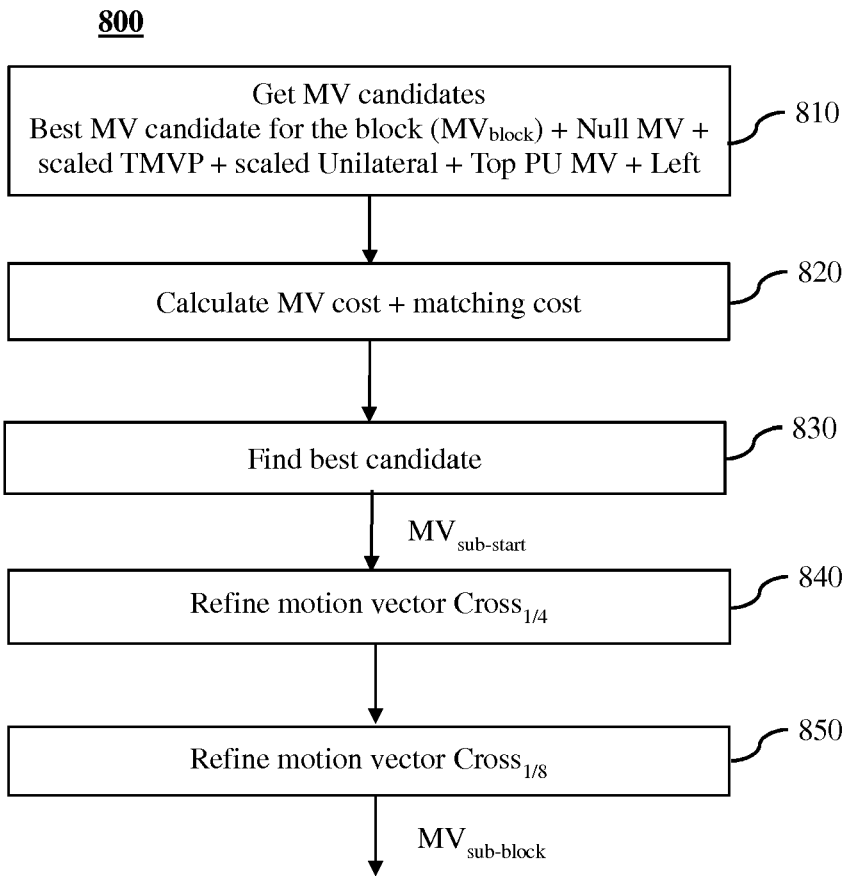 800
Get MV candidates
Best MV candidate for the block (MVblock) + Null MV +
scaled TMVP + scaled Unilateral + Top PU MV + Left
810
Calculate MV cost + matching cost
820
Find best candidate
830
MVsub-start
Refine motion vector Cross1/4
840
Refine motion vector Cross1/8
850
MVsub-block